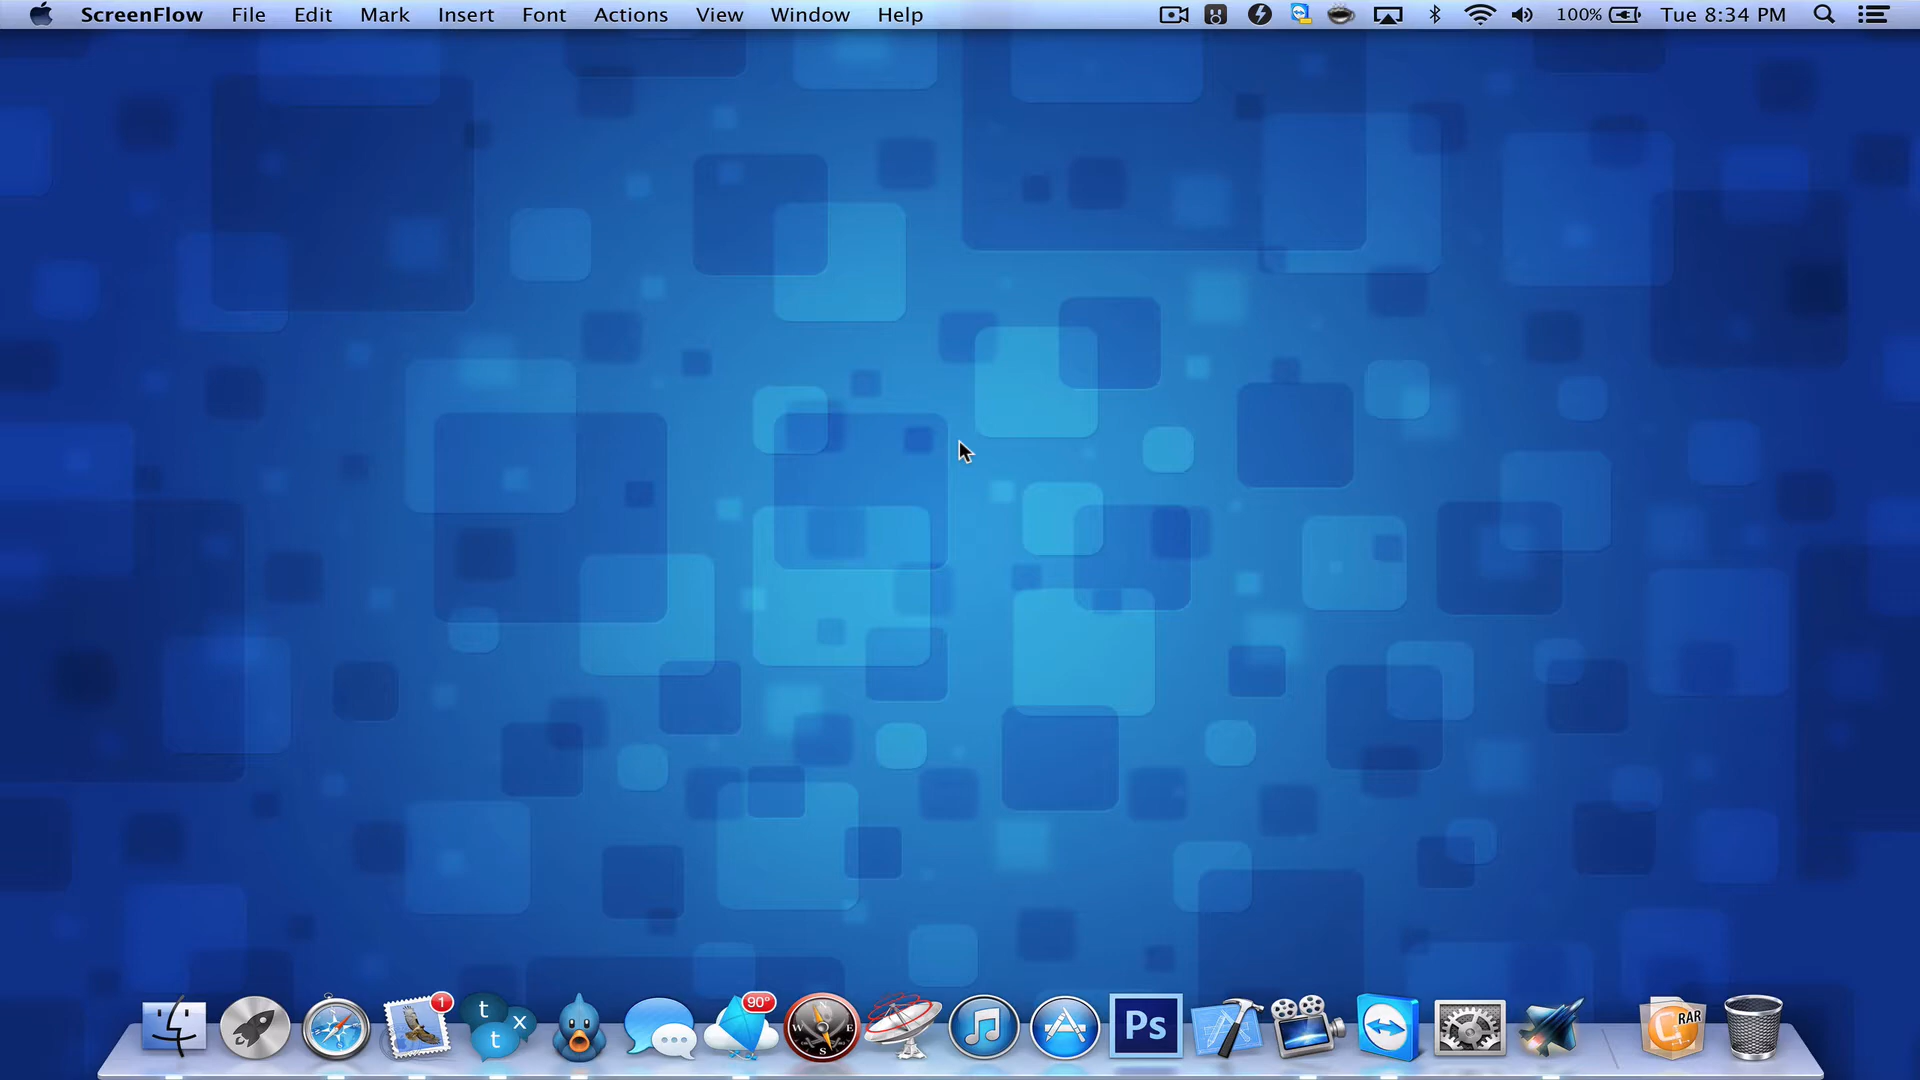 ScreenFlow File Edit Mark Insert Font Actions View Window Help 100% Tue 8:34 PM
1 t x t 90° W S E Ps RAR